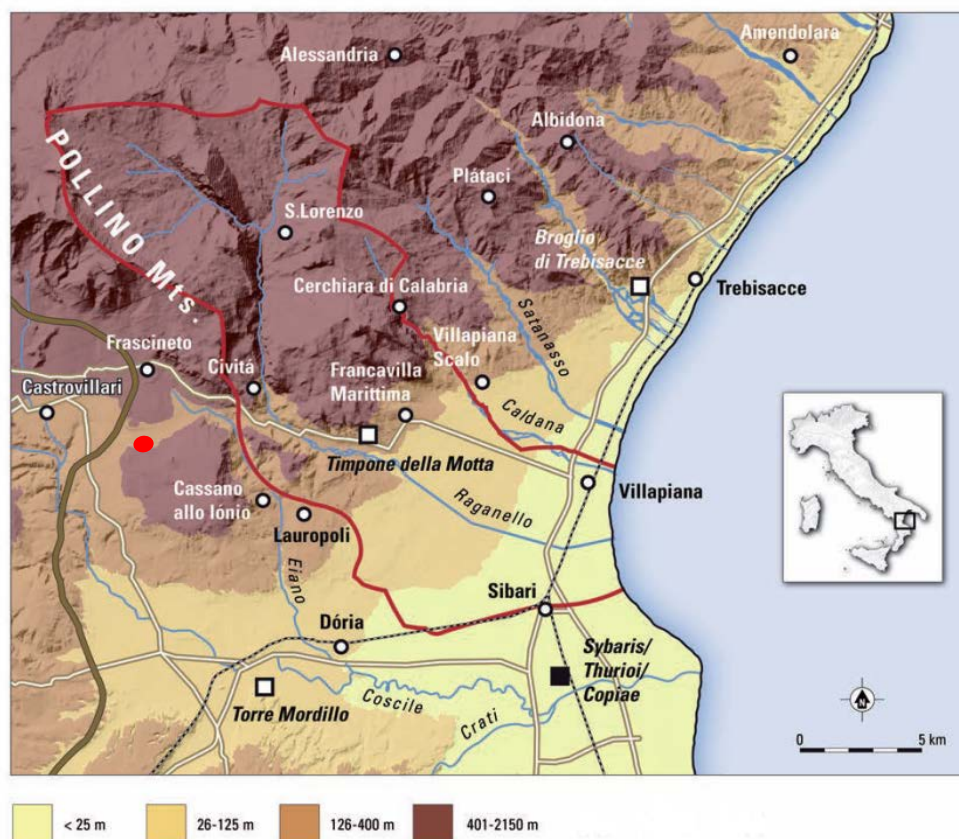 Amendolara
Alessandria
Albidona
Plátaci
POLLINO Mts.
S.Lorenzo
Broglio
di Trebisacce
Trebisacce
Cerchiara di Calabria
Satanasso
Frascineto
Villapiana
Scalo
Civitá
Francavilla
Marittima
Castrovillari
Caldana
Timpone della Motta
Villapiana
Cassano
allo Iónio
Raganello
Lauropoli
Eiano
Sibari
Dória
Sybaris/
Thurioi/
Copiae
Coscile
Torre Mordillo
Crati
N
0 5 km
< 25 m 26-125 m 126-400 m 401-2150 m